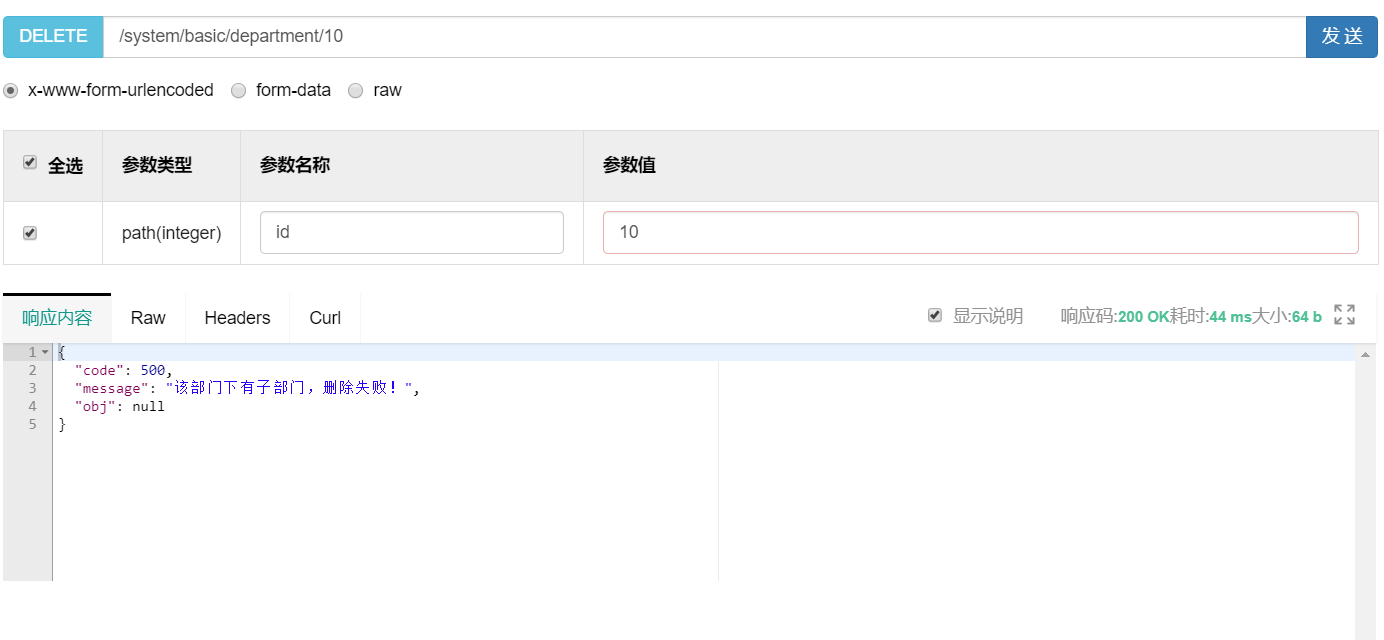 DELETE /system/basic/department/10 发 送
x-www-form-urlencoded form-data raw
全选 参数类型 参数名称 参数值
path(integer) id 10
响应内容 Raw Headers Curl 显示说明 响应码:200 OK耗时:44 ms大小:64 b
1 {
2 "code": 500,
3 "message": "该部门下有子部门，删除失败！",
4 "obj": null
5 }